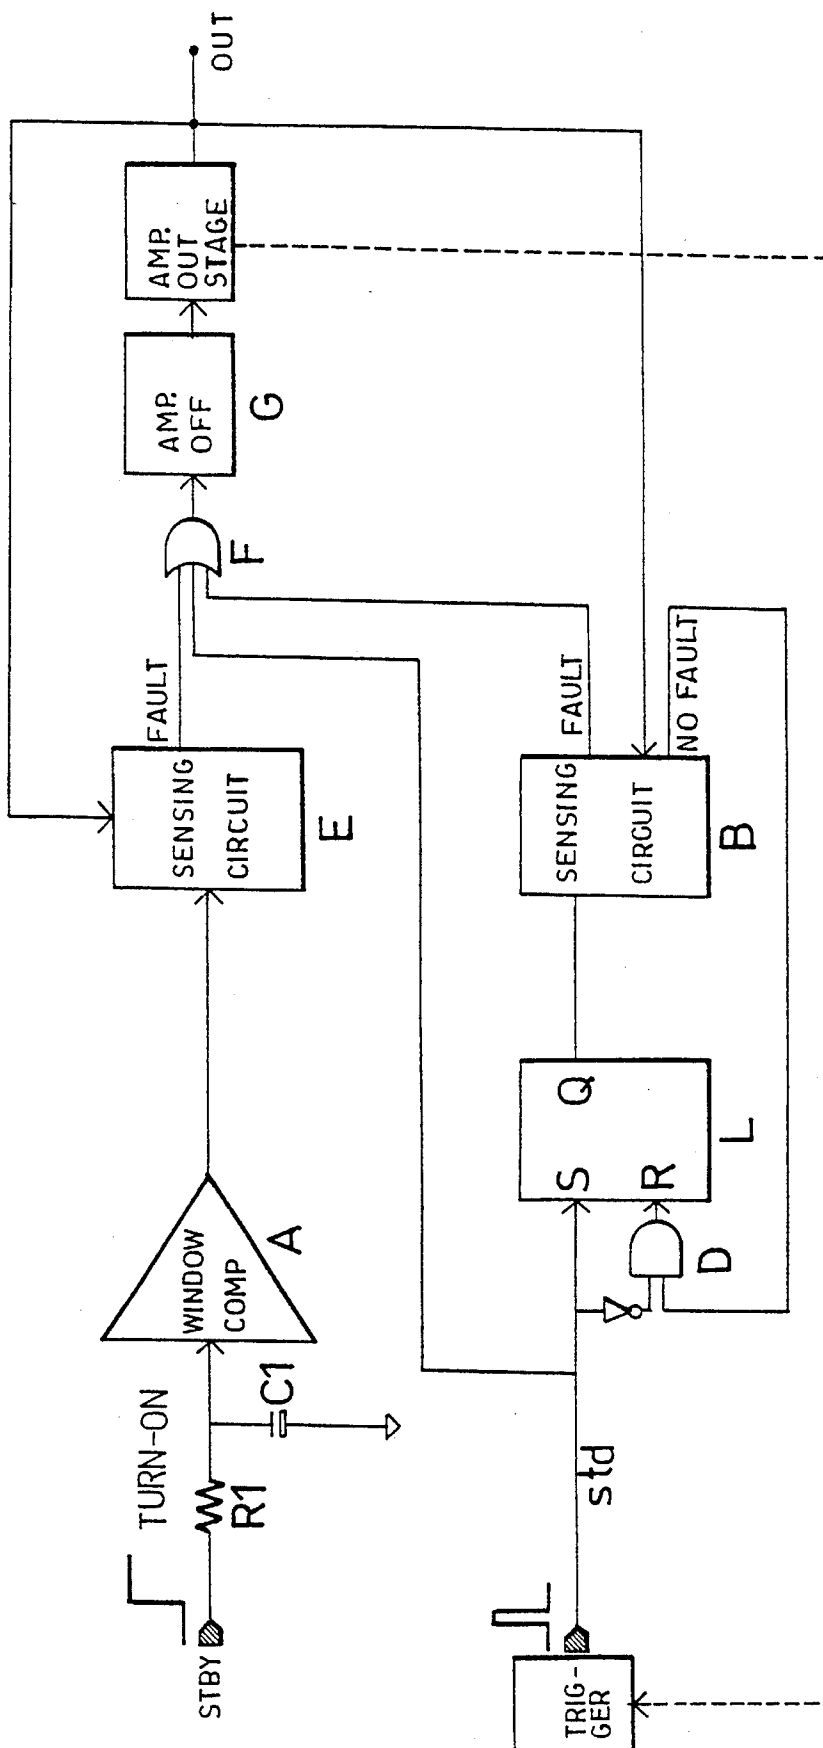 STBY
TURN-ON
R1
C1
WINDOW
COMP
A
SENSING
CIRCUIT
E
FAULT
F
AMP.
OFF
G
AMP.
OUT
STAGE
OUT
TRIG-
GER
std
D
S
Q
R
L
SENSING
CIRCUIT
B
FAULT
NO FAULT